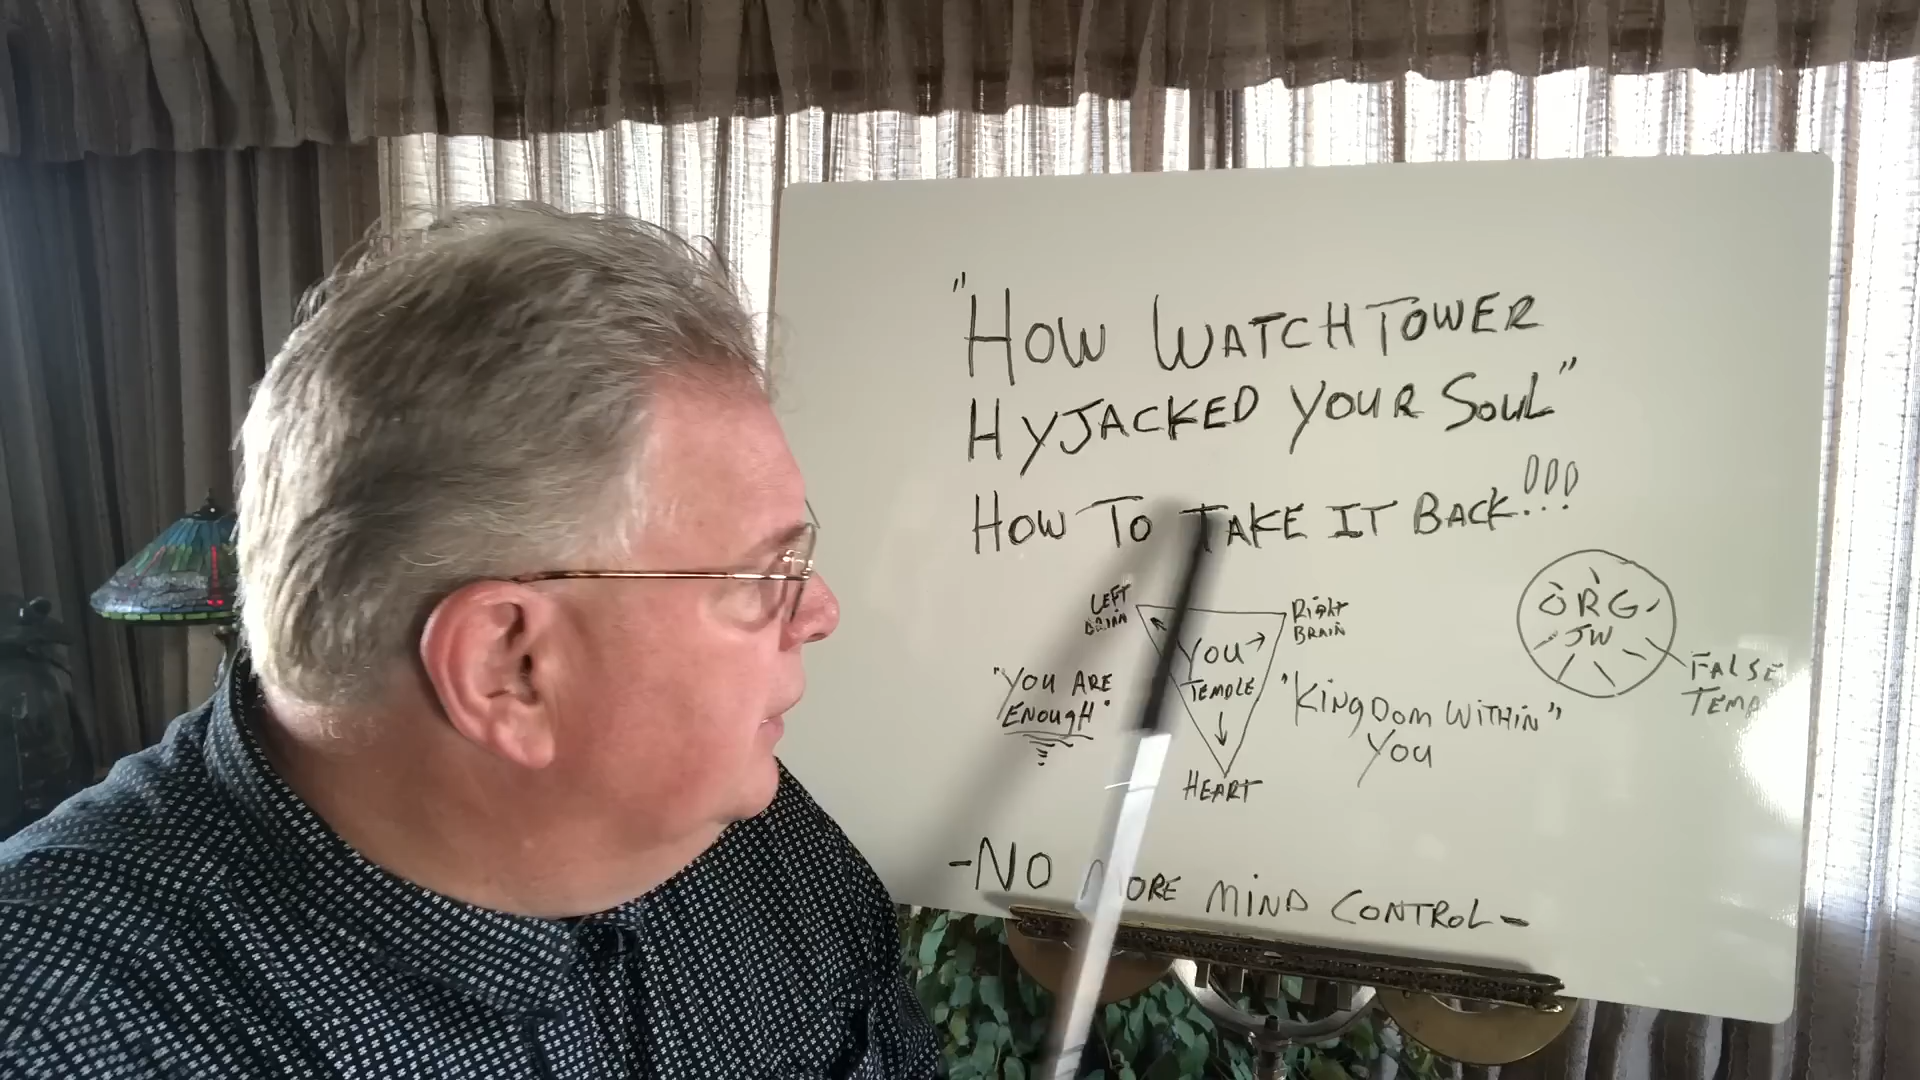 "HOW WATCHTOWER
HYJACKED YOUR SOUL"
HOW TO TAKE IT BACK!!!
LEFT
BRAIN
RigHT
BRAIN
YOU
TEMPLE
HEART
"YOU ARE
ENOUgH"
"KingDom WiTHiN"
YOU
ORG
JW
FALSE
-NO MORE MiND CONTROL-